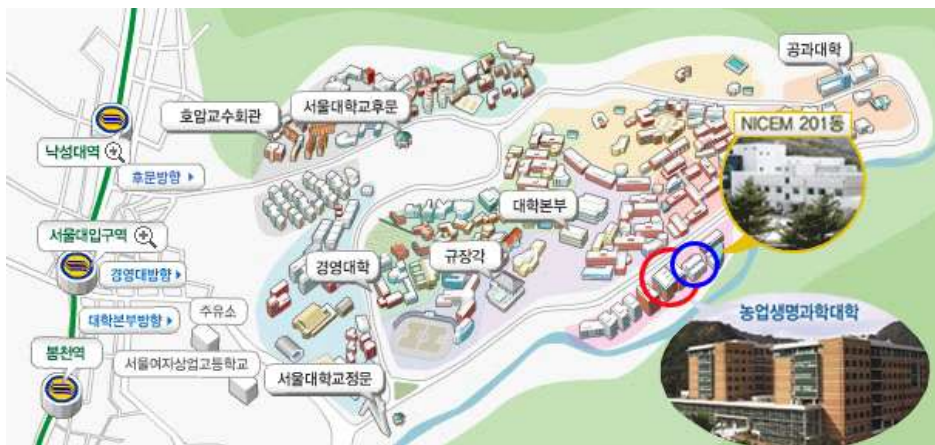 공과대학
서울대학교후문
호암교수회관
NICEM 201동
낙성대역
후문방향
대학본부
서울대입구역
규장각
경영대학
경영대방향
주유소
농업생명과학대학
대학본부방향
봉천역
서울여자상업고등학교
서울대학교정문